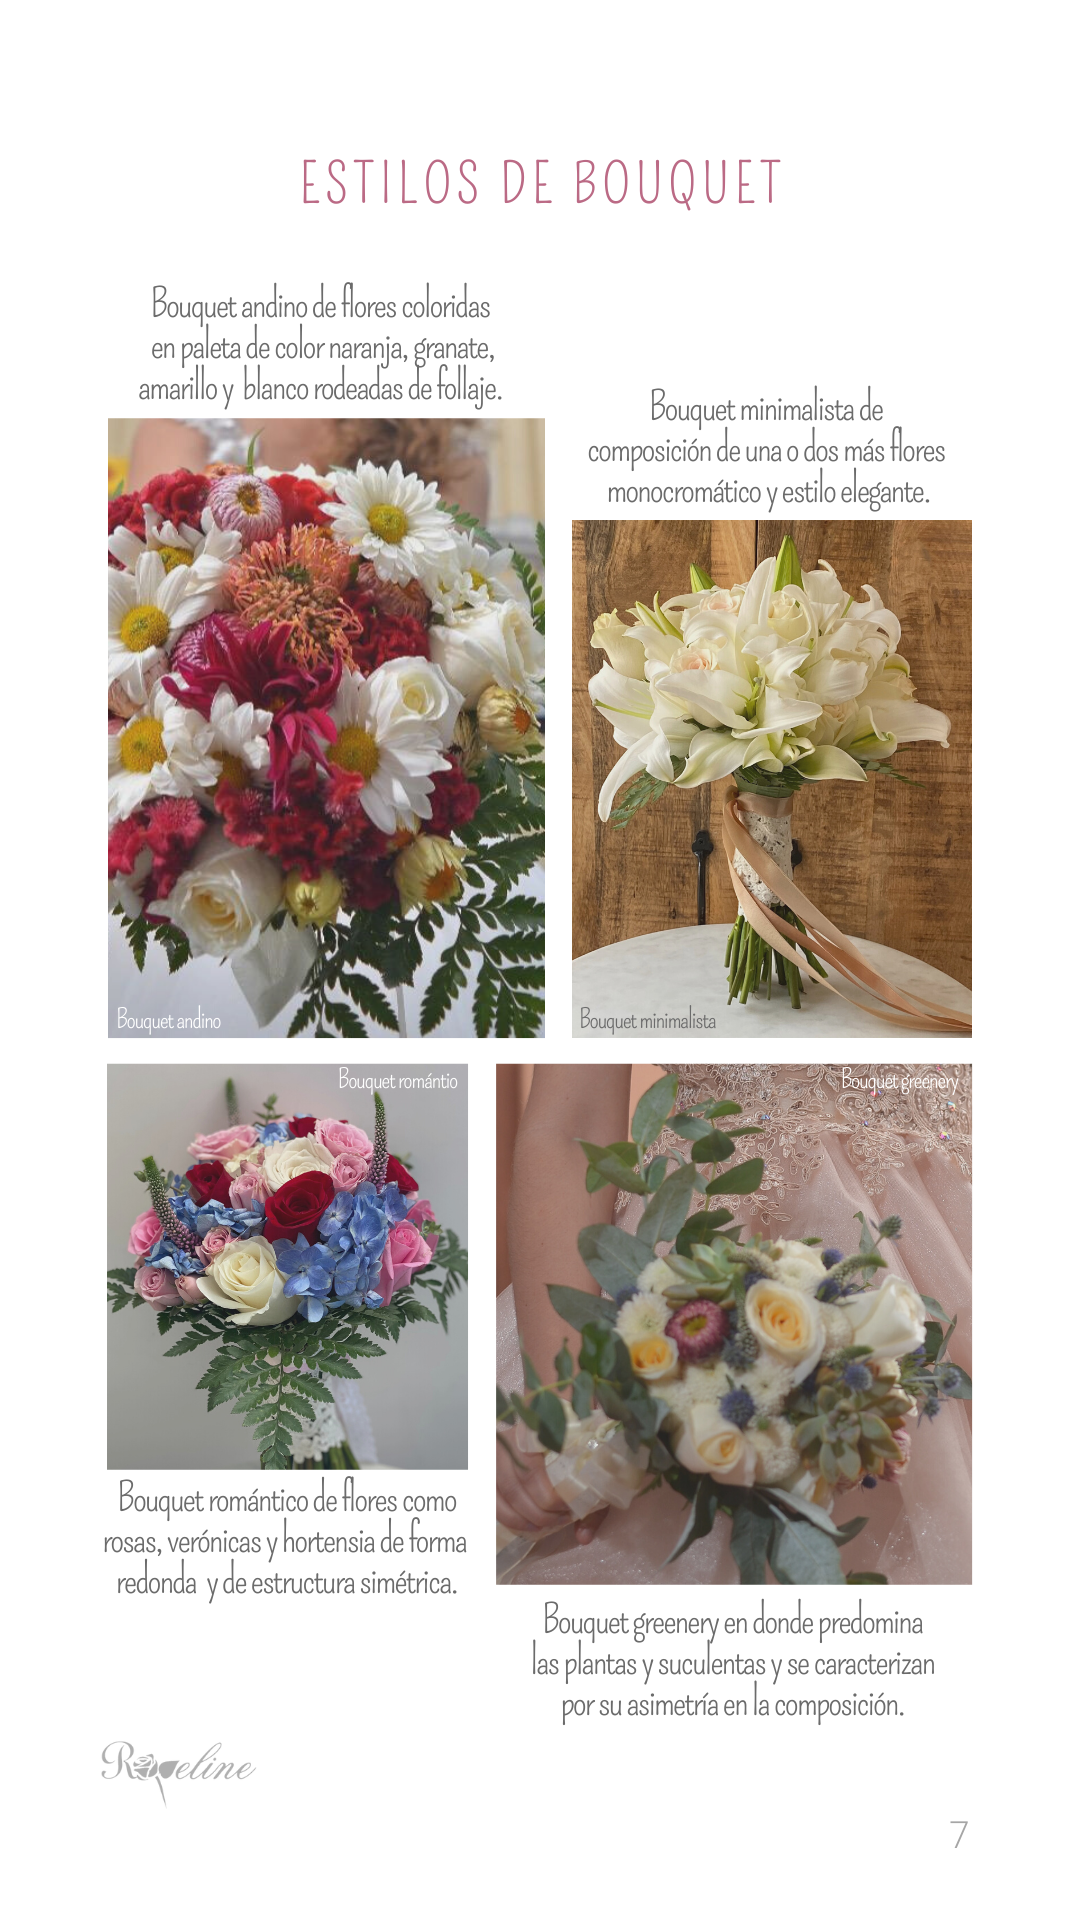 ESTILOS DE BOUQUET
Bouquet andino de flores coloridas
en paleta de color naranja, granate,
amarillo y blanco rodeadas de follaje.
Bouquet minimalista de
composición de una o dos más flores
monocromático y estilo elegante.
Bouquet andino
Bouquet minimalista
Bouquet romántio
Bouquet greenery
Bouquet romántico de flores como
rosas, verónicas y hortensia de forma
redonda y de estructura simétrica.
Bouquet greenery en donde predomina
las plantas y suculentas y se caracterizan
por su asimetría en la composición.
Roseline
7